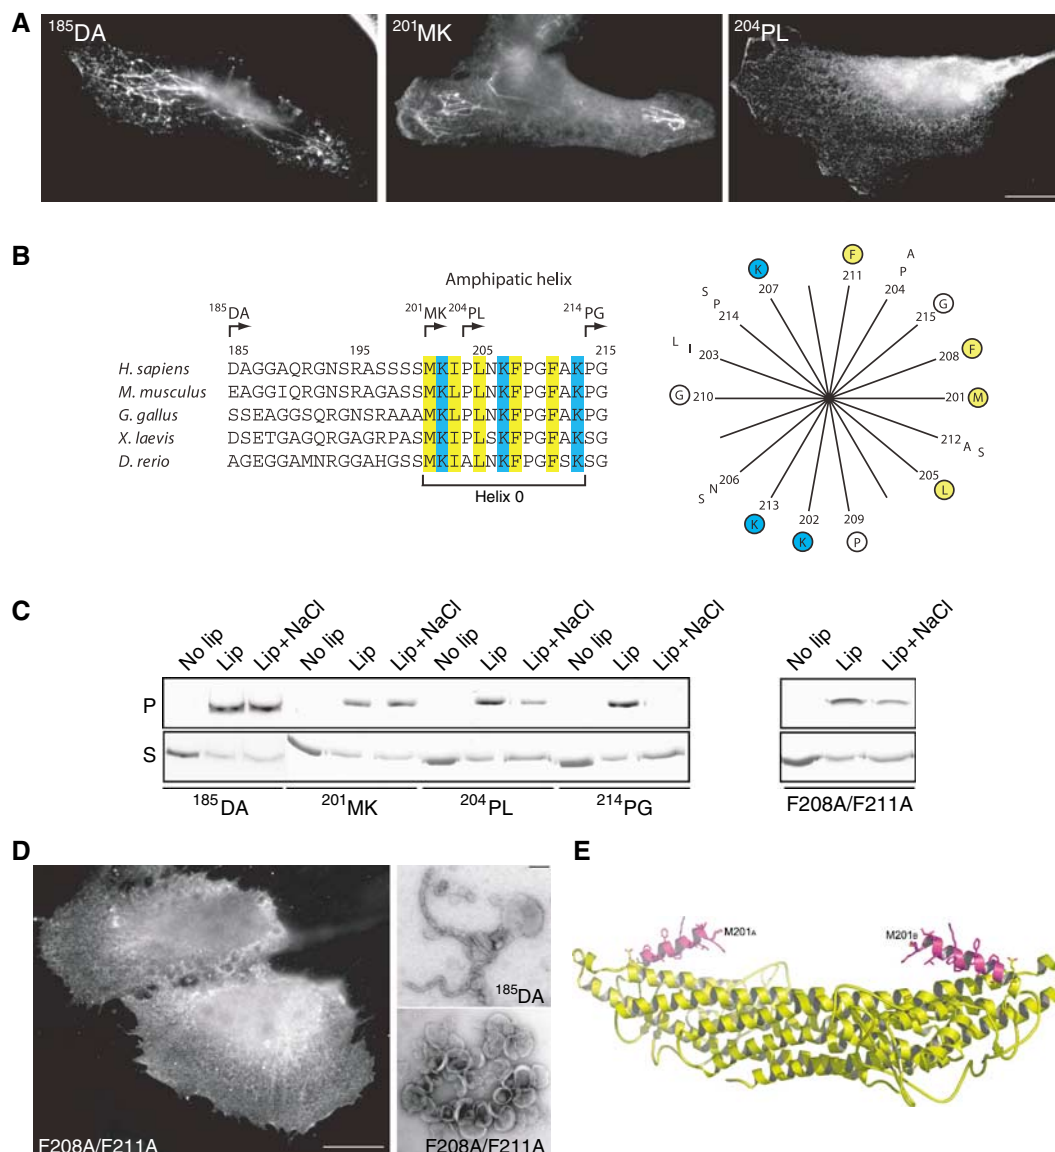 A
185DA
201MK
204PL
B
Amphipatic helix
185DA
201MK 204PL
214PG
185 195 205 215
H. sapiens DAGGAQRGNSRASSSSMKIPLNKFPGFAKPG
M. musculus EAGGIQRGNSRAGASSMKLPLNKFPGFAKPG
G. gallus SSEAGGSQRGNSRAAAMKLPLNKFPGFAKPG
X. laevis DSETGAGQRGAGRPASMKIPLSKFPGFAKSG
D. rerio AGEGGAMNRGGAHGSSMKIALNKFPGFSKSG
Helix 0
F
211
A
P
204
G
215
F
208
M
201
212 A S
205
L
P
209
K
202
K
213
S N 206
G 210
L I 203
S P 214
K
207
C
No lip Lip Lip+NaCl No lip Lip Lip+NaCl No lip Lip Lip+NaCl No lip Lip Lip+NaCl No lip Lip Lip+NaCl
P
S
185DA 201MK 204PL 214PG F208A/F211A
D
F208A/F211A
185DA
F208A/F211A
E
M201A
M201B